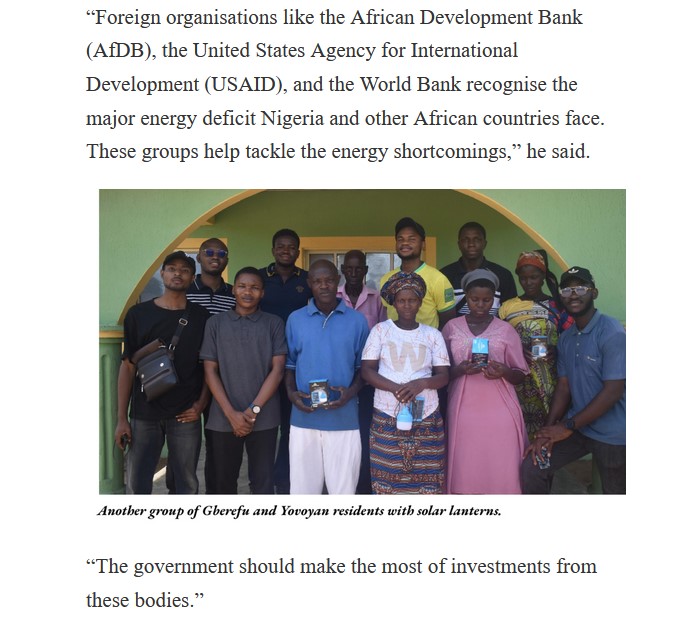 “Foreign organisations like the African Development Bank
(AfDB), the United States Agency for International
Development (USAID), and the World Bank recognise the
major energy deficit Nigeria and other African countries face.
These groups help tackle the energy shortcomings,” he said.
W
Another group of Gberefu and Yovoyan residents with solar lanterns.
“The government should make the most of investments from
these bodies.”